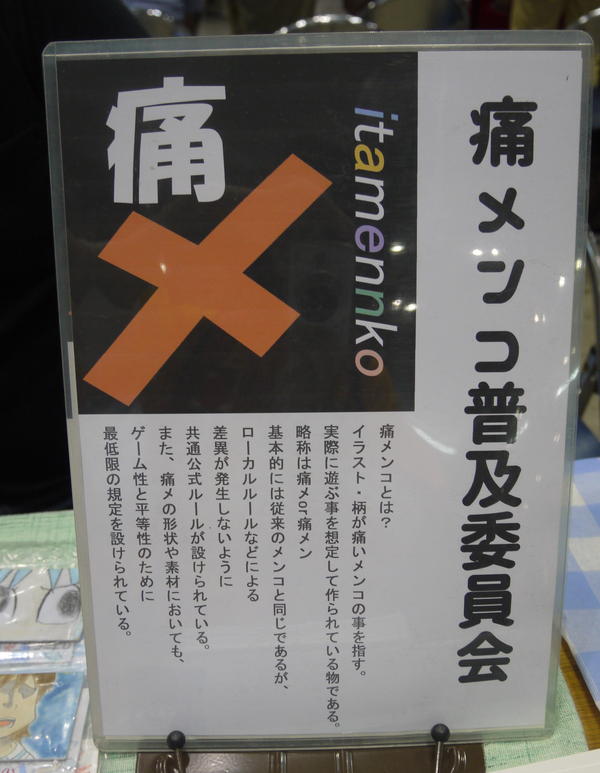 痛メンコ普及委員会
itamennko
痛
メ
痛メンコとは？
イラスト・柄が痛いメンコの事を指す。
実際に遊ぶ事を想定して作られている物である。
略称は痛メor痛メン
基本的には従来のメンコと同じであるが、
ローカルルールなどによる
差異が発生しないように
共通公式ルールが設けられている。
また、痛メの形状や素材においても、
ゲーム性と平等性のために
最低限の規定を設けられている。